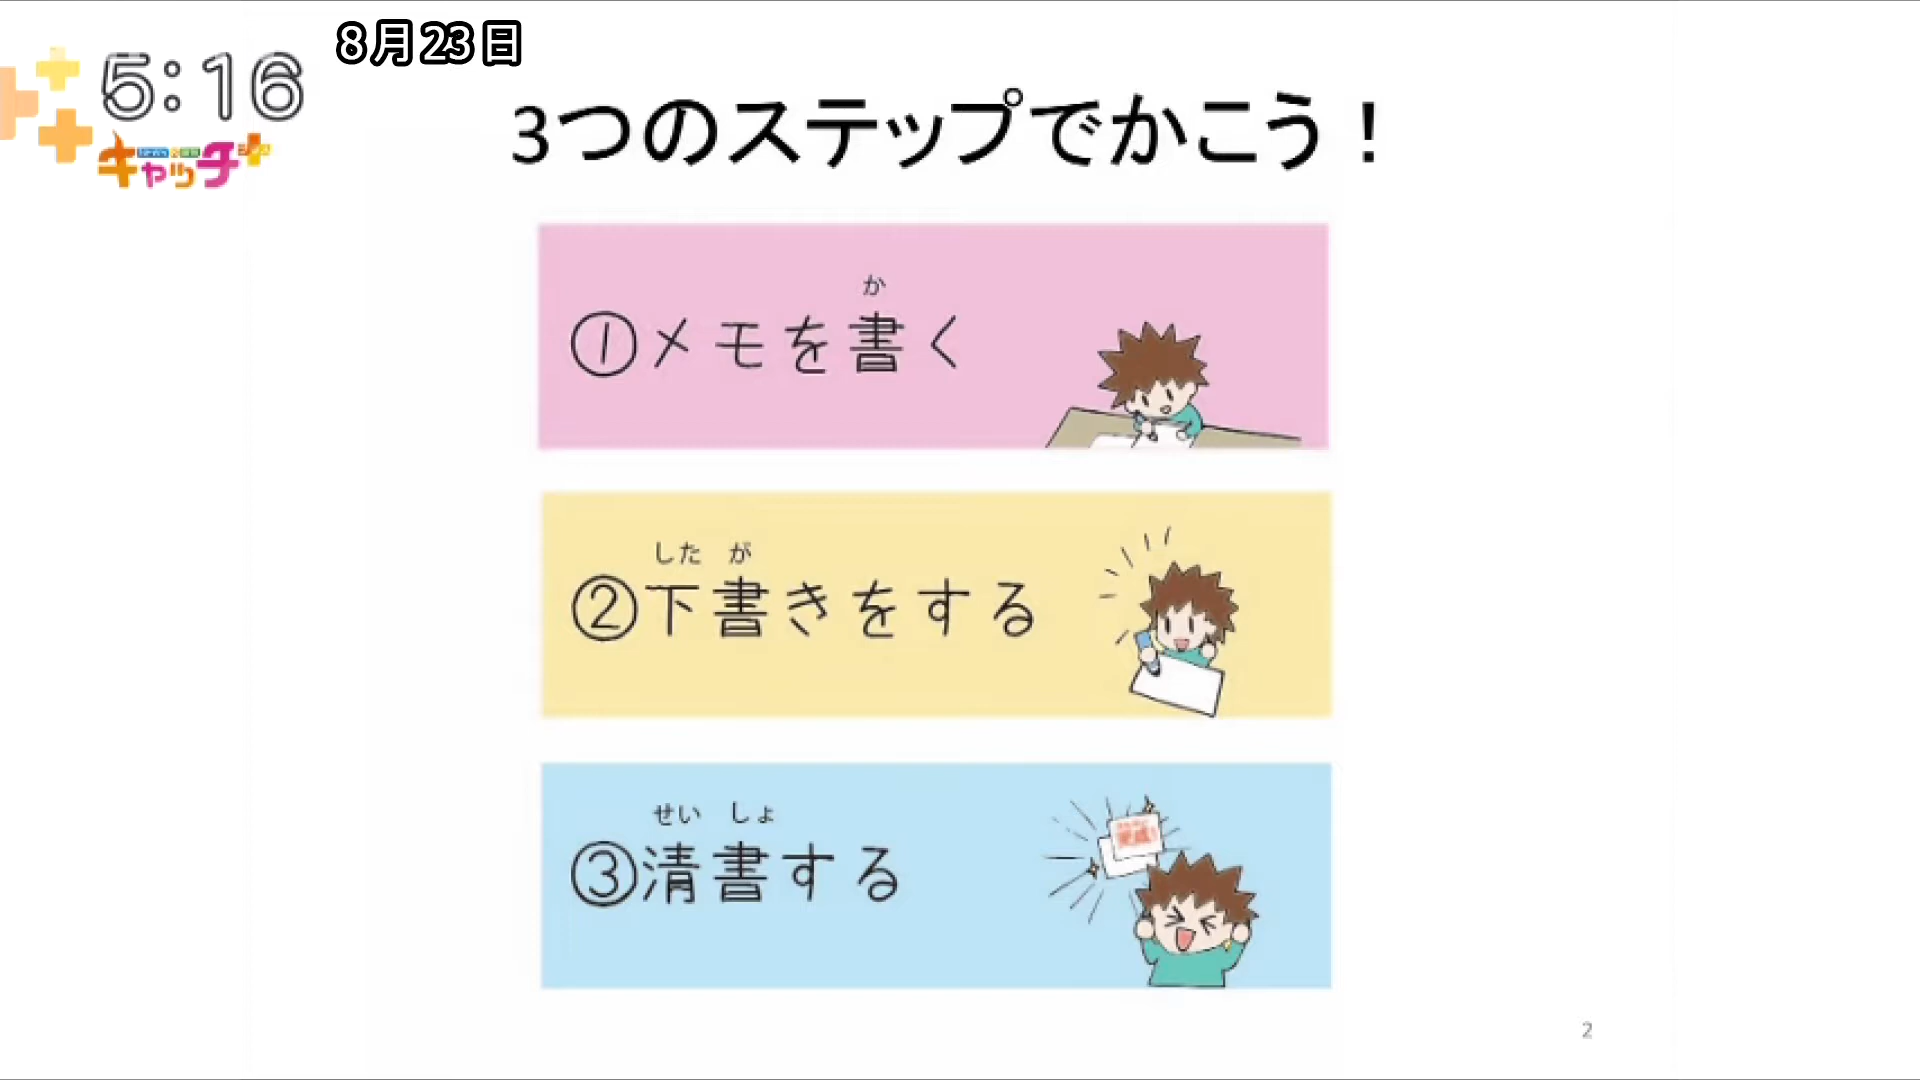 8月23日
5:16
キャッチ
3つのステップでかこう！
か
①メモを書く
した が
②下書きをする
せい しょ
③清書する
完成!
2